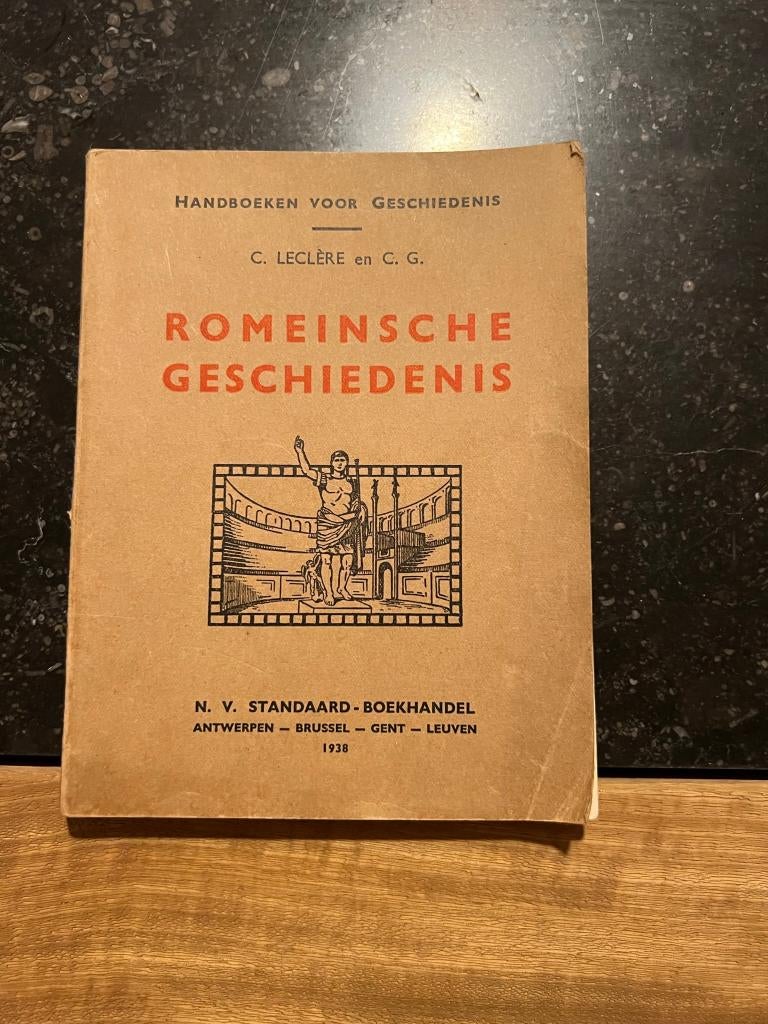 Handboeken voor Geschiedenis
C. LECLÈRE en C. G.
ROMEINSCHE
GESCHIEDENIS
N. V. STANDAARD-BOEKHANDEL
ANTWERPEN — BRUSSEL — GENT — LEUVEN
1938